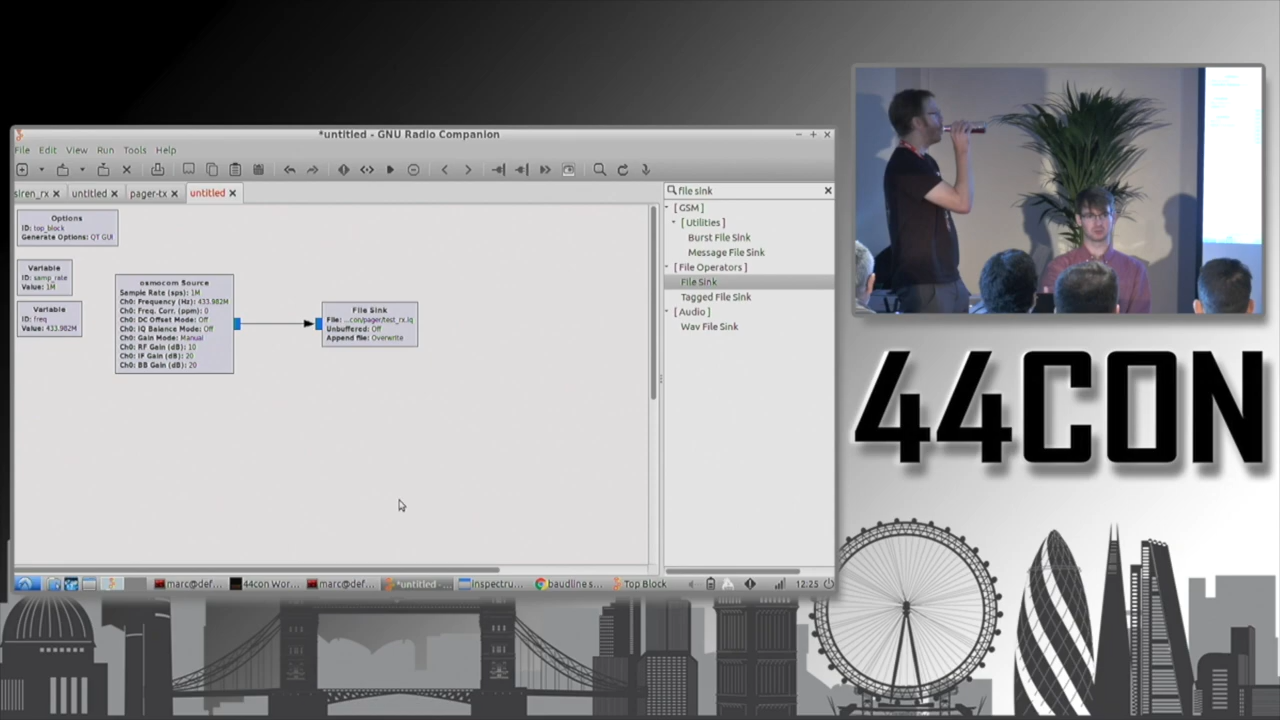 *untitled - GNU Radio Companion
File Edit View Run Tools Help
siren_rx untitled pager-tx untitled
file sink
Options
ID: top_block
Generate Options: QT GUI
Variable
ID: samp_rate
Value: 1M
Variable
ID: freq
Value: 433.982M
osmocom Source
Sample Rate (sps): 1M
Ch0: Frequency (Hz): 433.982M
Ch0: Freq. Corr. (ppm): 0
Ch0: DC Offset Mode: Off
Ch0: IQ Balance Mode: Off
Ch0: Gain Mode: Manual
Ch0: RF Gain (dB): 10
Ch0: IF Gain (dB): 20
Ch0: BB Gain (dB): 20
File Sink
File: ...con/pager/test_rx.iq
Unbuffered: Off
Append file: Overwrite
[ GSM ]
[ Utilities ]
Burst File Sink
Message File Sink
[ File Operators ]
File Sink
Tagged File Sink
[ Audio ]
Wav File Sink
marc@def... 44con Wor... marc@def... *untitled -... inspectru... baudline s... Top Block 12:25
44CON